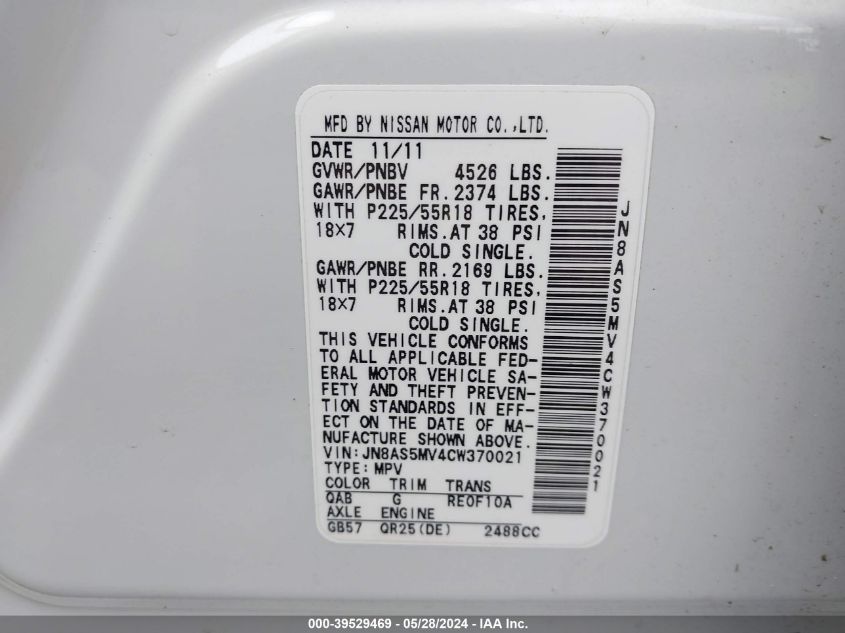 MFD BY NISSAN MOTOR CO.,LTD.
DATE 11/11
GVWR/PNBV 4526 LBS.
GAWR/PNBE FR. 2374 LBS.
WITH P225/55R18 TIRES,
18X7 RIMS.AT 38 PSI
COLD SINGLE.
GAWR/PNBE RR. 2169 LBS.
WITH P225/55R18 TIRES,
18X7 RIMS.AT 38 PSI
COLD SINGLE.
THIS VEHICLE CONFORMS
TO ALL APPLICABLE FED-
ERAL MOTOR VEHICLE SA-
FETY AND THEFT PREVEN-
TION STANDARDS IN EFF-
ECT ON THE DATE OF MA-
NUFACTURE SHOWN ABOVE.
VIN: JN8AS5MV4CW370021
TYPE: MPV
COLOR TRIM TRANS
QAB G RE0F10A
AXLE ENGINE
GB57 QR25(DE) 2488CC
JN8AS5MV4CW370021
000-39529469 - 05/28/2024 - IAA Inc.